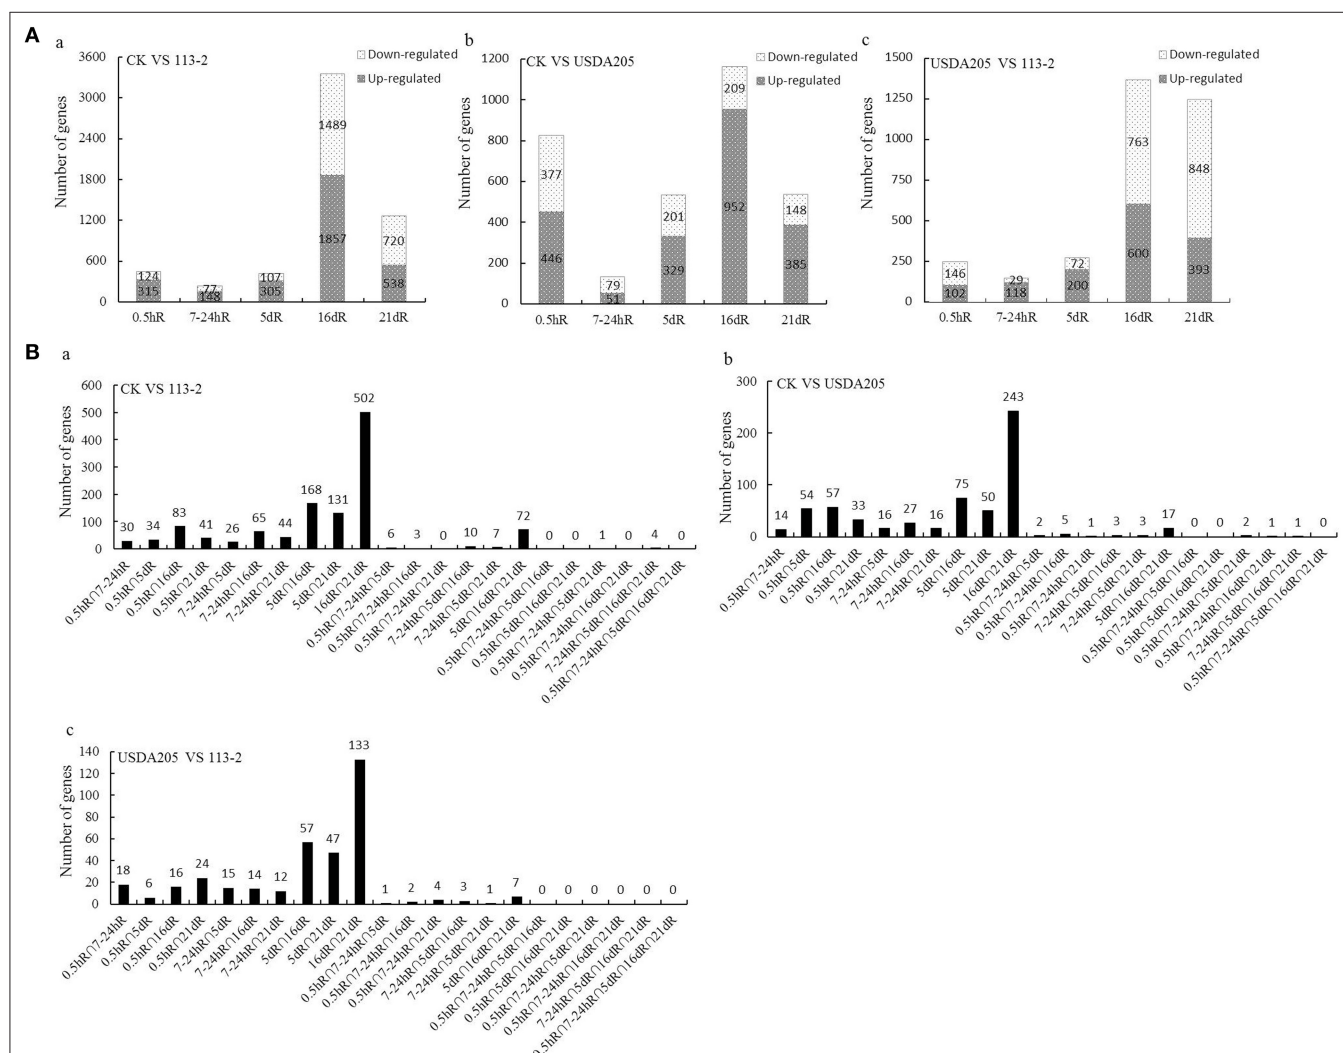 A
a
CK VS 113-2
Down-regulated
Up-regulated
Number of genes
3600
3000
2400
1800
1200
600
0
124
315
77
148
107
305
1489
1857
720
538
0.5hR
7-24hR
5dR
16dR
21dR
b
CK VS USDA205
Down-regulated
Up-regulated
Number of genes
1200
1000
800
600
400
200
0
377
446
79
51
201
329
209
952
148
385
0.5hR
7-24hR
5dR
16dR
21dR
c
USDA205 VS 113-2
Down-regulated
Up-regulated
Number of genes
1500
1250
1000
750
500
250
0
146
102
29
118
72
200
763
600
848
393
0.5hR
7-24hR
5dR
16dR
21dR
B
a
CK VS 113-2
Number of genes
600
500
400
300
200
100
0
30
34
83
41
26
65
44
168
131
502
6
3
0
10
7
72
0
0
1
0
4
0
0.5hR∩7-24hR
0.5hR∩5dR
0.5hR∩16dR
0.5hR∩21dR
7-24hR∩5dR
7-24hR∩16dR
7-24hR∩21dR
5dR∩16dR
5dR∩21dR
16dR∩21dR
0.5hR∩7-24hR∩5dR
0.5hR∩7-24hR∩16dR
0.5hR∩7-24hR∩21dR
7-24hR∩5dR∩16dR
7-24hR∩5dR∩21dR
5dR∩16dR∩21dR
0.5hR∩7-24hR∩5dR∩16dR
0.5hR∩5dR∩16dR∩21dR
0.5hR∩7-24hR∩5dR∩21dR
0.5hR∩7-24hR∩16dR∩21dR
7-24hR∩5dR∩16dR∩21dR
0.5hR∩7-24hR∩5dR∩16dR∩21dR
b
CK VS USDA205
Number of genes
300
200
100
0
14
54
57
33
16
27
16
75
50
243
2
5
1
3
3
17
0
0
2
1
1
0
0.5hR∩7-24hR
0.5hR∩5dR
0.5hR∩16dR
0.5hR∩21dR
7-24hR∩5dR
7-24hR∩16dR
7-24hR∩21dR
5dR∩16dR
5dR∩21dR
16dR∩21dR
0.5hR∩7-24hR∩5dR
0.5hR∩7-24hR∩16dR
0.5hR∩7-24hR∩21dR
7-24hR∩5dR∩16dR
7-24hR∩5dR∩21dR
5dR∩16dR∩21dR
0.5hR∩7-24hR∩5dR∩16dR
0.5hR∩5dR∩16dR∩21dR
0.5hR∩7-24hR∩5dR∩21dR
0.5hR∩7-24hR∩16dR∩21dR
7-24hR∩5dR∩16dR∩21dR
0.5hR∩7-24hR∩5dR∩16dR∩21dR
c
USDA205 VS 113-2
Number of genes
140
120
100
80
60
40
20
0
18
6
16
24
15
14
12
57
47
133
1
2
4
3
1
7
0
0
0
0
0
0
0.5hR∩7-24hR
0.5hR∩5dR
0.5hR∩16dR
0.5hR∩21dR
7-24hR∩5dR
7-24hR∩16dR
7-24hR∩21dR
5dR∩16dR
5dR∩21dR
16dR∩21dR
0.5hR∩7-24hR∩5dR
0.5hR∩7-24hR∩16dR
0.5hR∩7-24hR∩21dR
7-24hR∩5dR∩16dR
7-24hR∩5dR∩21dR
5dR∩16dR∩21dR
0.5hR∩7-24hR∩5dR∩16dR
0.5hR∩5dR∩16dR∩21dR
0.5hR∩7-24hR∩5dR∩21dR
0.5hR∩7-24hR∩16dR∩21dR
7-24hR∩5dR∩16dR∩21dR
0.5hR∩7-24hR∩5dR∩16dR∩21dR